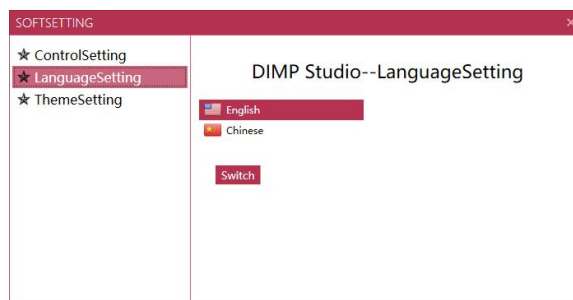 SOFTSETTING
ControlSetting
LanguageSetting
ThemeSetting
DIMP Studio--LanguageSetting
English
Chinese
Switch